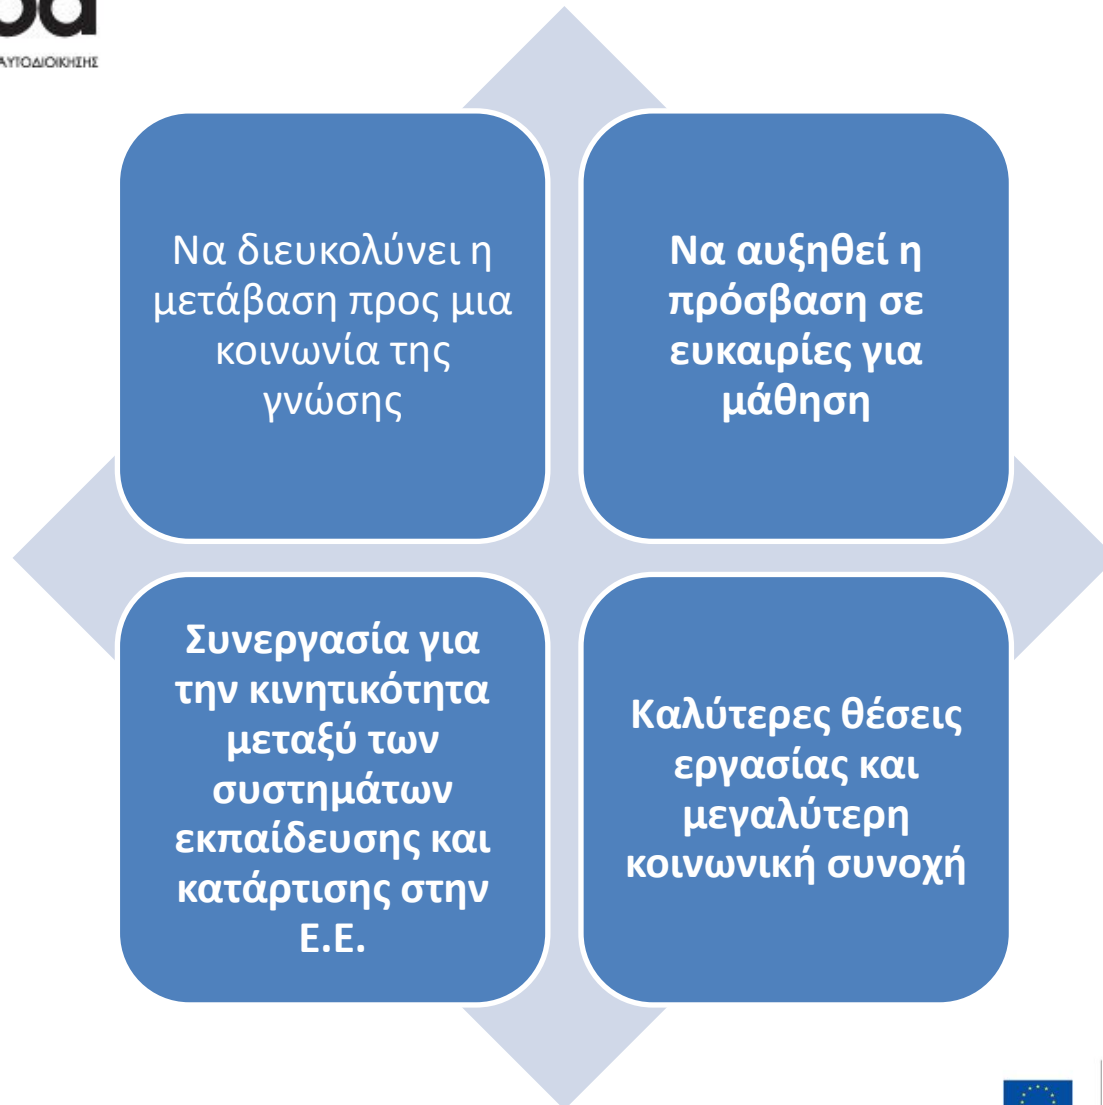 ΑΥΤΟΔΙΟΙΚΗΣΗΣ
Να διευκολύνει η
μετάβαση προς μια
κοινωνία της
γνώσης
Να αυξηθεί η
πρόσβαση σε
ευκαιρίες για
μάθηση
Συνεργασία για
την κινητικότητα
μεταξύ των
συστημάτων
εκπαίδευσης και
κατάρτισης στην
Ε.Ε.
Καλύτερες θέσεις
εργασίας και
μεγαλύτερη
κοινωνική συνοχή